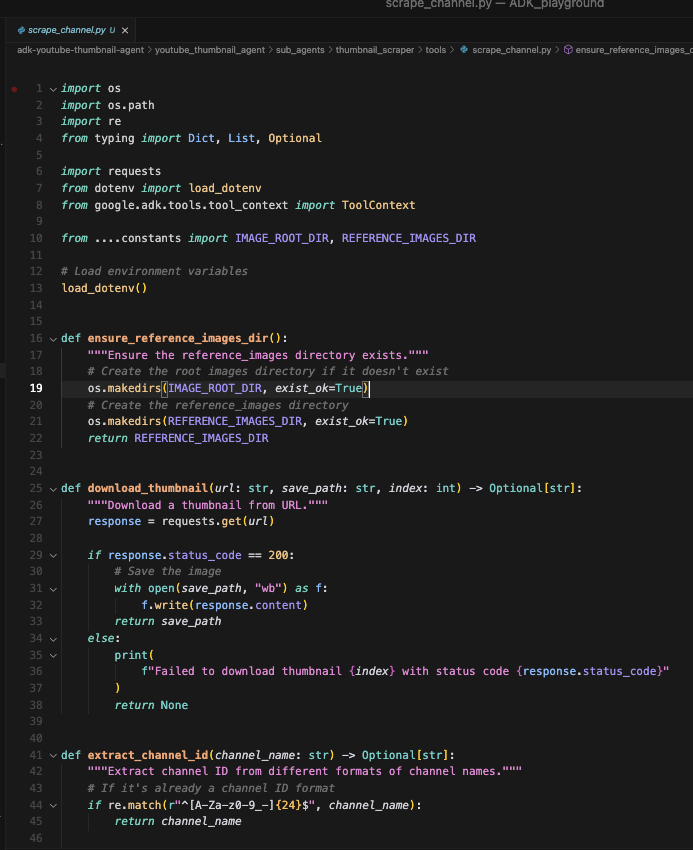 scrape_channel.py — ADK_playground
scrape_channel.py U ×
adk-youtube-thumbnail-agent > youtube_thumbnail_agent > sub_agents > thumbnail_scraper > tools > scrape_channel.py > ensure_reference_images_
1 import os
2 import os.path
3 import re
4 from typing import Dict, List, Optional
5
6 import requests
7 from dotenv import load_dotenv
8 from google.adk.tools.tool_context import ToolContext
9
10 from ....constants import IMAGE_ROOT_DIR, REFERENCE_IMAGES_DIR
11
12 # Load environment variables
13 load_dotenv()
14
15
16 def ensure_reference_images_dir():
17     """Ensure the reference_images directory exists."""
18     # Create the root images directory if it doesn't exist
19     os.makedirs(IMAGE_ROOT_DIR, exist_ok=True)
20     # Create the reference_images directory
21     os.makedirs(REFERENCE_IMAGES_DIR, exist_ok=True)
22     return REFERENCE_IMAGES_DIR
23
24
25 def download_thumbnail(url: str, save_path: str, index: int) -> Optional[str]:
26     """Download a thumbnail from URL."""
27     response = requests.get(url)
28
29     if response.status_code == 200:
30         # Save the image
31         with open(save_path, "wb") as f:
32             f.write(response.content)
33         return save_path
34     else:
35         print(
36             f"Failed to download thumbnail {index} with status code {response.status_code}"
37         )
38         return None
39
40
41 def extract_channel_id(channel_name: str) -> Optional[str]:
42     """Extract channel ID from different formats of channel names."""
43     # If it's already a channel ID format
44     if re.match(r"^[A-Za-z0-9_-]{24}$", channel_name):
45         return channel_name
46